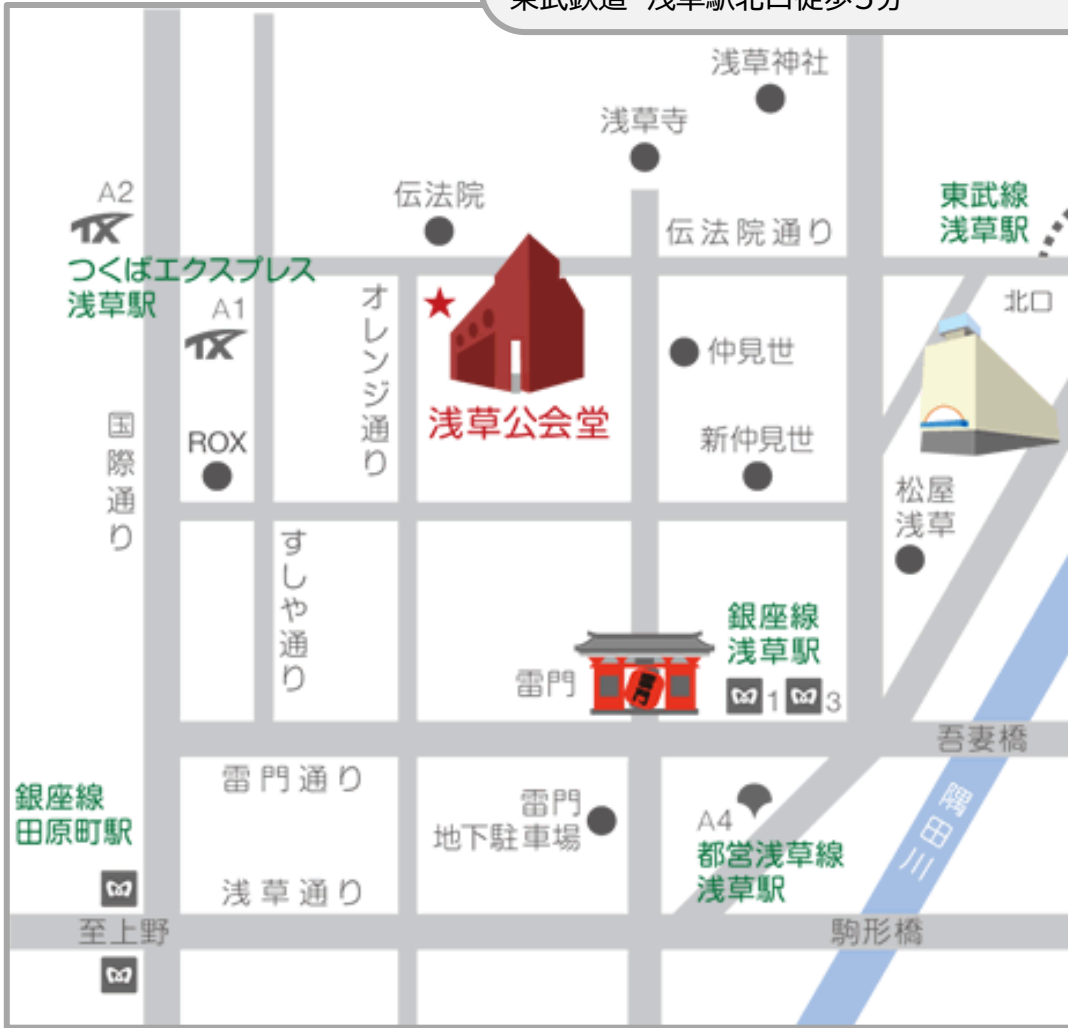 東武鉄道 浅草駅北口徒歩5分
浅草神社
浅草寺
A2
伝法院
伝法院通り
東武線
浅草駅
つくばエクスプレス
浅草駅
A1
北口
オレンジ通り
仲見世
浅草公会堂
国際通り
ROX
新仲見世
松屋
浅草
すしや通り
銀座線
浅草駅
雷門
1
3
吾妻橋
雷門通り
銀座線
田原町駅
雷門
地下駐車場
A4
都営浅草線
浅草駅
隅田川
浅草通り
至上野
駒形橋